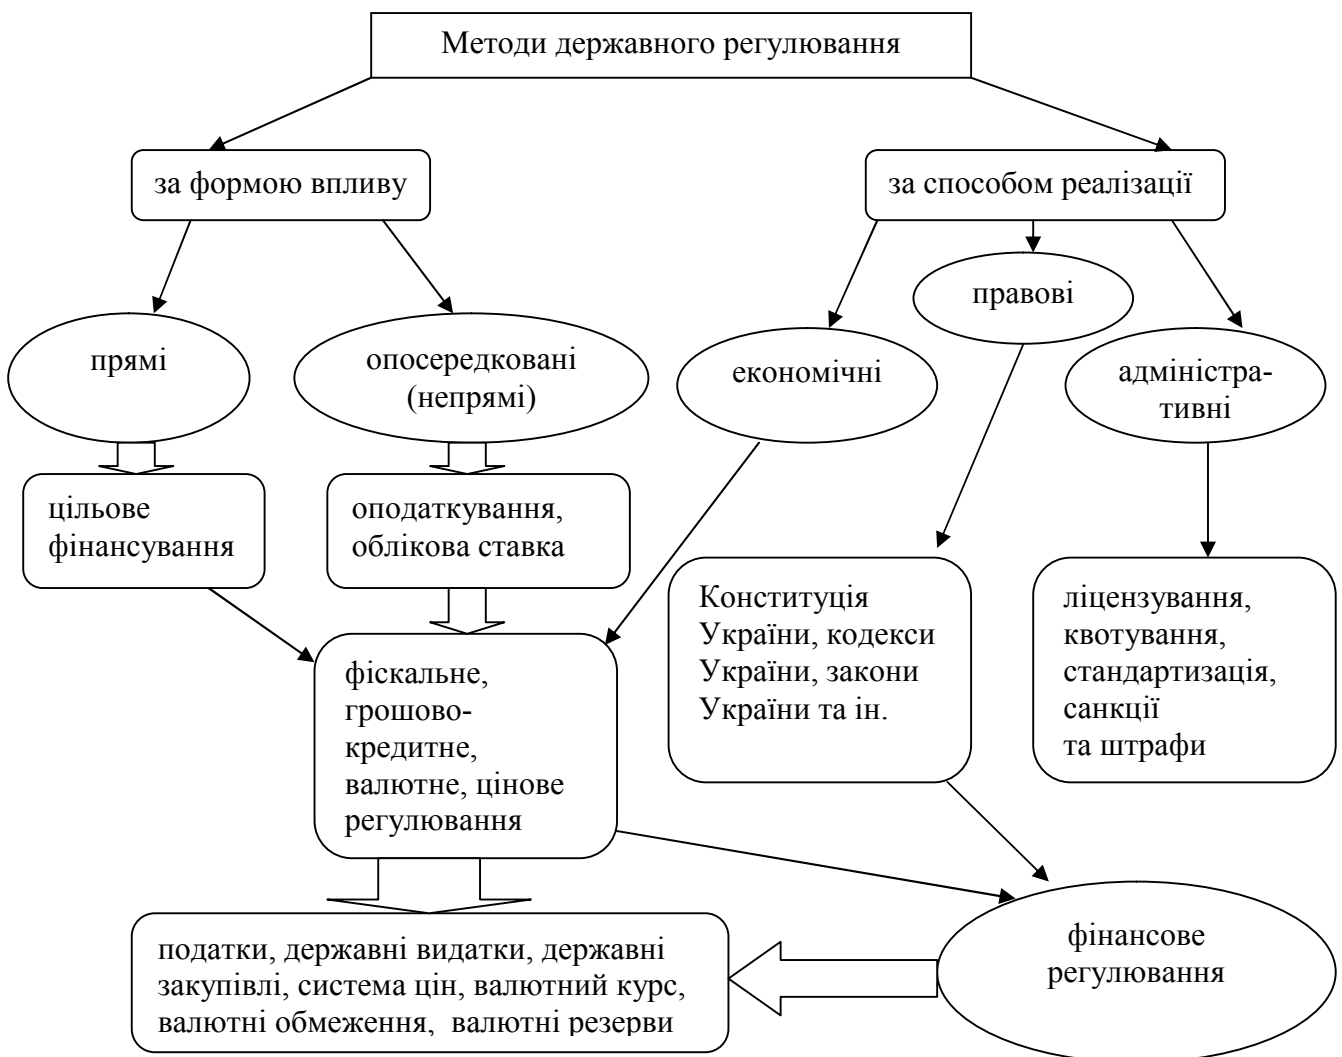 Методи державного регулювання
за формою впливу
за способом реалізації
правові
прямі
опосередковані
(непрямі)
економічні
адміністра-
тивні
цільове
фінансування
оподаткування,
облікова ставка
Конституція
України, кодекси
України, закони
України та ін.
ліцензування,
квотування,
стандартизація,
санкції
та штрафи
фіскальне,
грошово-
кредитне,
валютне, цінове
регулювання
податки, державні видатки, державні
закупівлі, система цін, валютний курс,
валютні обмеження, валютні резерви
фінансове
регулювання